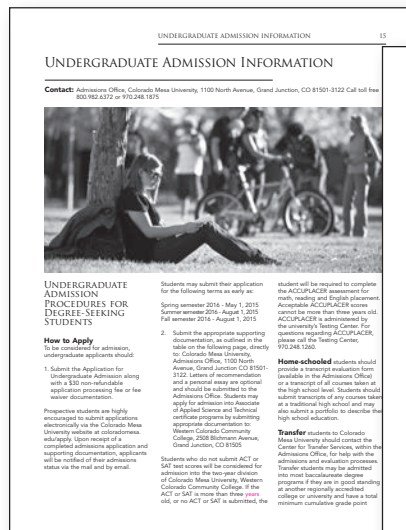 UNDERGRADUATE ADMISSION INFORMATION 15
UNDERGRADUATE ADMISSION INFORMATION
Contact: Admissions Office, Colorado Mesa University, 1100 North Avenue, Grand Junction, CO 81501-3122 Call toll free
800.982.6372 or 970.248.1875
UNDERGRADUATE
ADMISSION
PROCEDURES FOR
DEGREE-SEEKING
STUDENTS
How to Apply
To be considered for admission,
undergraduate applicants should:
1. Submit the Application for
Undergraduate Admission along
with a $30 non-refundable
application processing fee or fee
waiver documentation.
Prospective students are highly
encouraged to submit applications
electronically via the Colorado Mesa
University website at coloradomesa.
edu/apply. Upon receipt of a
completed admissions application and
supporting documentation, applicants
will be notified of their admissions
status via the mail and by email.
Students may submit their application
for the following terms as early as:
Spring semester 2016 - May 1, 2015
Summer semester 2016 - August 1, 2015
Fall semester 2016 - August 1, 2015
2. Submit the appropriate supporting
documentation, as outlined in the
table on the following page, directly
to: Colorado Mesa University,
Admissions Office, 1100 North
Avenue, Grand Junction CO 81501-
3122. Letters of recommendation
and a personal essay are optional
and should be submitted to the
Admissions Office. Students may
apply for admission into Associate
of Applied Science and Technical
certificate programs by submitting
appropriate documentation to:
Western Colorado Community
College, 2508 Blichmann Avenue,
Grand Junction, CO 81505
Students who do not submit ACT or
SAT test scores will be considered for
admission into the two-year division
of Colorado Mesa University, Western
Colorado Community College. If the
ACT or SAT is more than three years
old, or no ACT or SAT is submitted, the
student will be required to complete
the ACCUPLACER assessment for
math, reading and English placement.
Acceptable ACCUPLACER scores
cannot be more than three years old.
ACCUPLACER is administered by
the university's Testing Center. For
questions regarding ACCUPLACER,
please call the Testing Center,
970.248.1260.
Home-schooled students should
provide a transcript evaluation form
(available in the Admissions Office)
or a transcript of all courses taken at
the high school level. Students should
submit transcripts of any courses taken
at a traditional high school and may
also submit a portfolio to describe the
high school education.
Transfer students to Colorado
Mesa University should contact the
Center for Transfer Services, within the
Admissions Office, for help with the
admissions and evaluation processes.
Transfer students may be admitted
into most baccalaureate degree
programs if they are in good standing
at another regionally accredited
college or university and have a total
minimum cumulative grade point